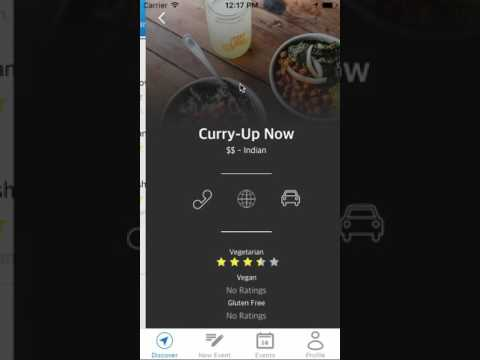 Carrier 12:17 PM
Curry-Up Now
$$ - Indian
Vegetarian
Vegan
No Ratings
Gluten Free
No Ratings
Discover New Event Events Profile